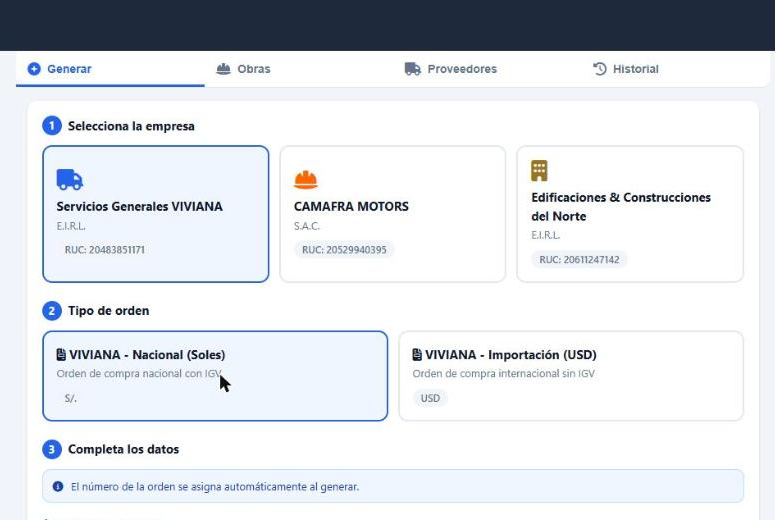 Generar
Obras
Proveedores
Historial
1 Selecciona la empresa
Servicios Generales VIVIANA
E.I.R.L.
RUC: 20483851171
CAMAFRA MOTORS
S.A.C.
RUC: 20529940395
Edificaciones & Construcciones
del Norte
E.I.R.L.
RUC: 20611247142
2 Tipo de orden
VIVIANA - Nacional (Soles)
Orden de compra nacional con IGV
S/.
VIVIANA - Importación (USD)
Orden de compra internacional sin IGV
USD
3 Completa los datos
El número de la orden se asigna automáticamente al generar.